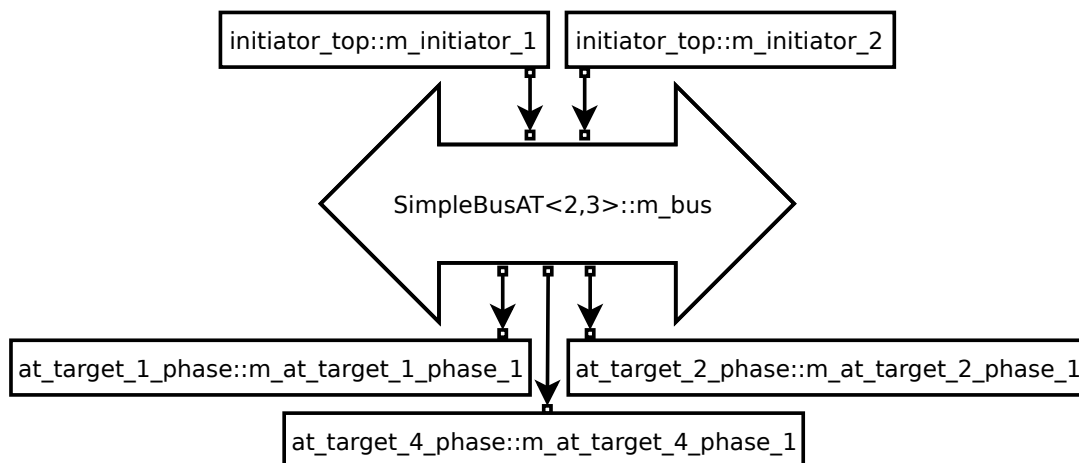 initiator_top::m_initiator_1
initiator_top::m_initiator_2
SimpleBusAT<2,3>::m_bus
at_target_1_phase::m_at_target_1_phase_1
at_target_2_phase::m_at_target_2_phase_1
at_target_4_phase::m_at_target_4_phase_1